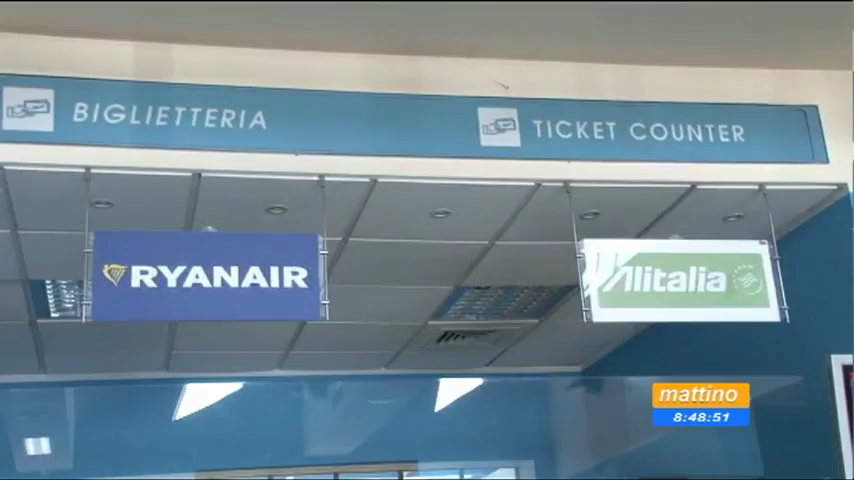 BIGLIETTERIA
TICKET COUNTER
RYANAIR
Alitalia
mattino
8:48:51